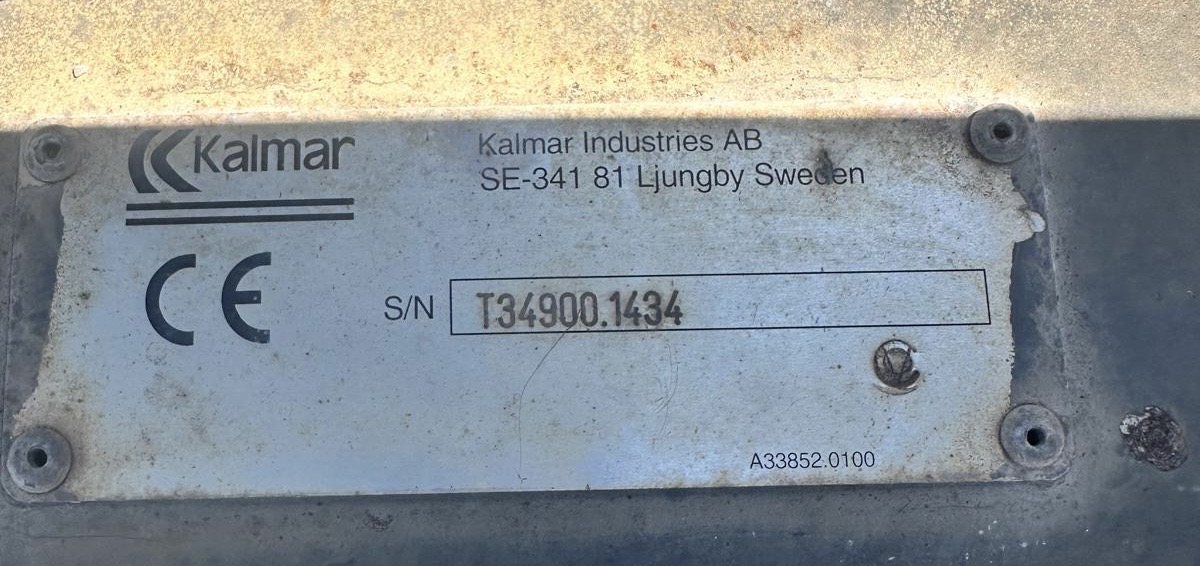 Kalmar
Kalmar Industries AB
SE-341 81 Ljungby Sweden
CE
S/N T34900.1434
A33852.0100